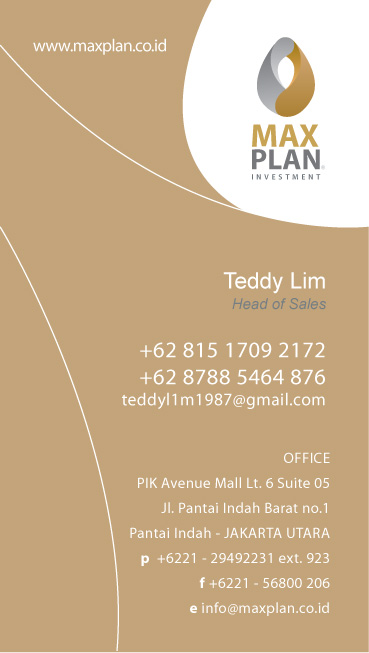 www.maxplan.co.id
MAX
PLAN®
INVESTMENT
Teddy Lim
Head of Sales
+62 815 1709 2172
+62 8788 5464 876
teddyl1m1987@gmail.com
OFFICE
PIK Avenue Mall Lt. 6 Suite 05
Jl. Pantai Indah Barat no.1
Pantai Indah - JAKARTA UTARA
p +6221 - 29492231 ext. 923
f +6221 - 56800 206
e info@maxplan.co.id